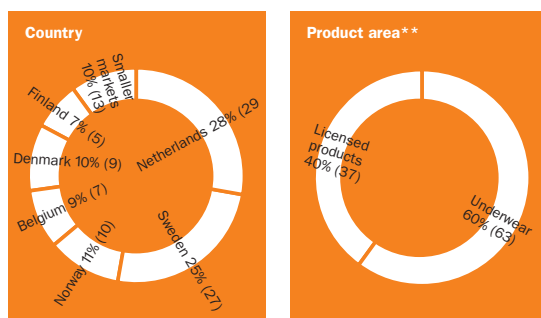 Country
Smaller
markets
10% (13)
Finland 7% (5)
Denmark 10% (9)
Belgium 9% (7)
Norway 11% (10)
Sweden 25% (27)
Netherlands 28% (29
Product area**
Licensed
products
40% (37)
Underwear
60% (63)